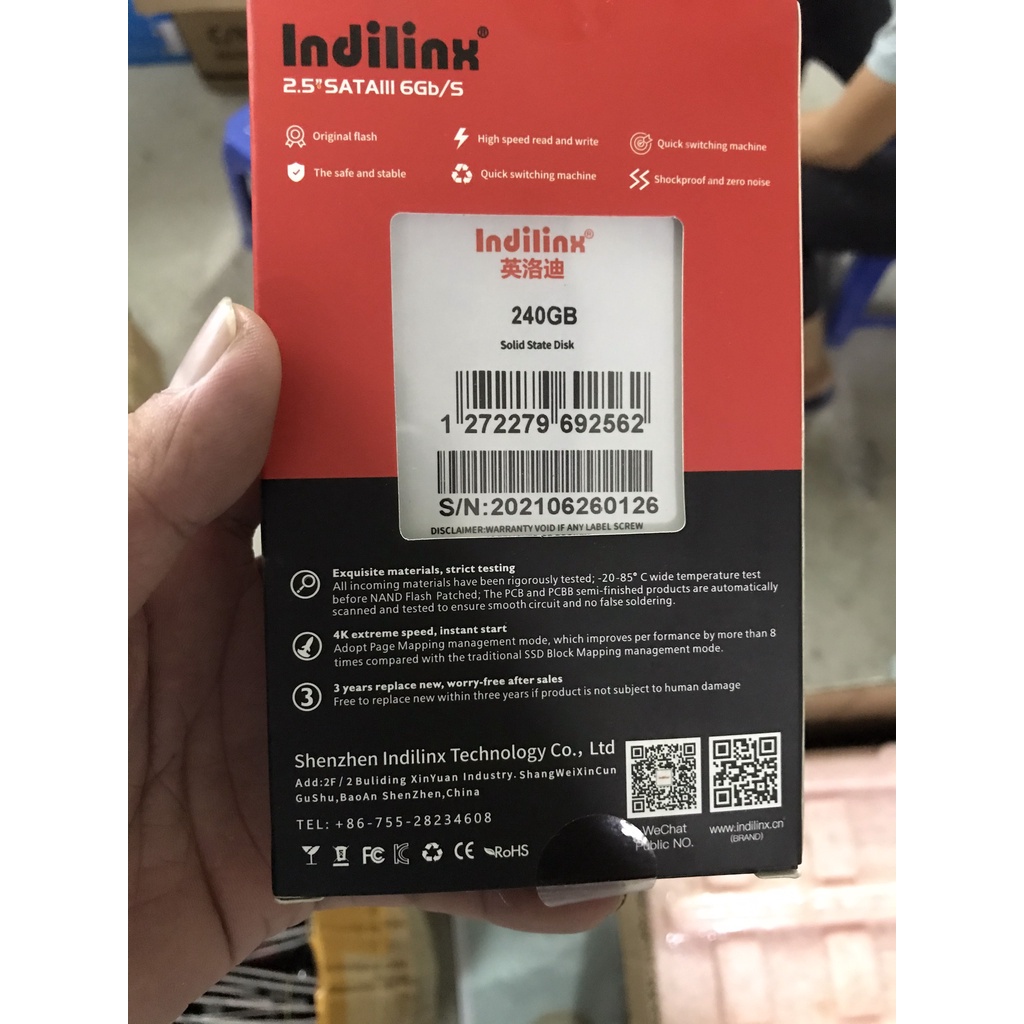 Indilinx®
2.5" SATAIII 6Gb/S
Original flash
High speed read and write
Quick switching machine
The safe and stable
Quick switching machine
Shockproof and zero noise
Indilinx®
英洛迪
240GB
Solid State Disk
1 272279 692562
S/N:202106260126
DISCLAIMER:WARRANTY VOID IF ANY LABEL SCREW
Exquisite materials, strict testing
All incoming materials have been rigorously tested; -20-85° C wide temperature test
before NAND Flash Patched; The PCB and PCBB semi-finished products are automatically
scanned and tested to ensure smooth circuit and no false soldering.
4K extreme speed, instant start
Adopt Page Mapping management mode, which improves per formance by more than 8
times compared with the traditional SSD Block Mapping management mode.
3
3 years replace new, worry-free after sales
Free to replace new within three years if product is not subject to human damage
Shenzhen Indilinx Technology Co., Ltd
Add:2F/2 Buliding XinYuan Industry. ShangWeiXinCun
GuShu,BaoAn ShenZhen,China
TEL: +86-755-28234608
WeChat
Public NO.
www.indilinx.cn
(BRAND)
FC CE RoHS